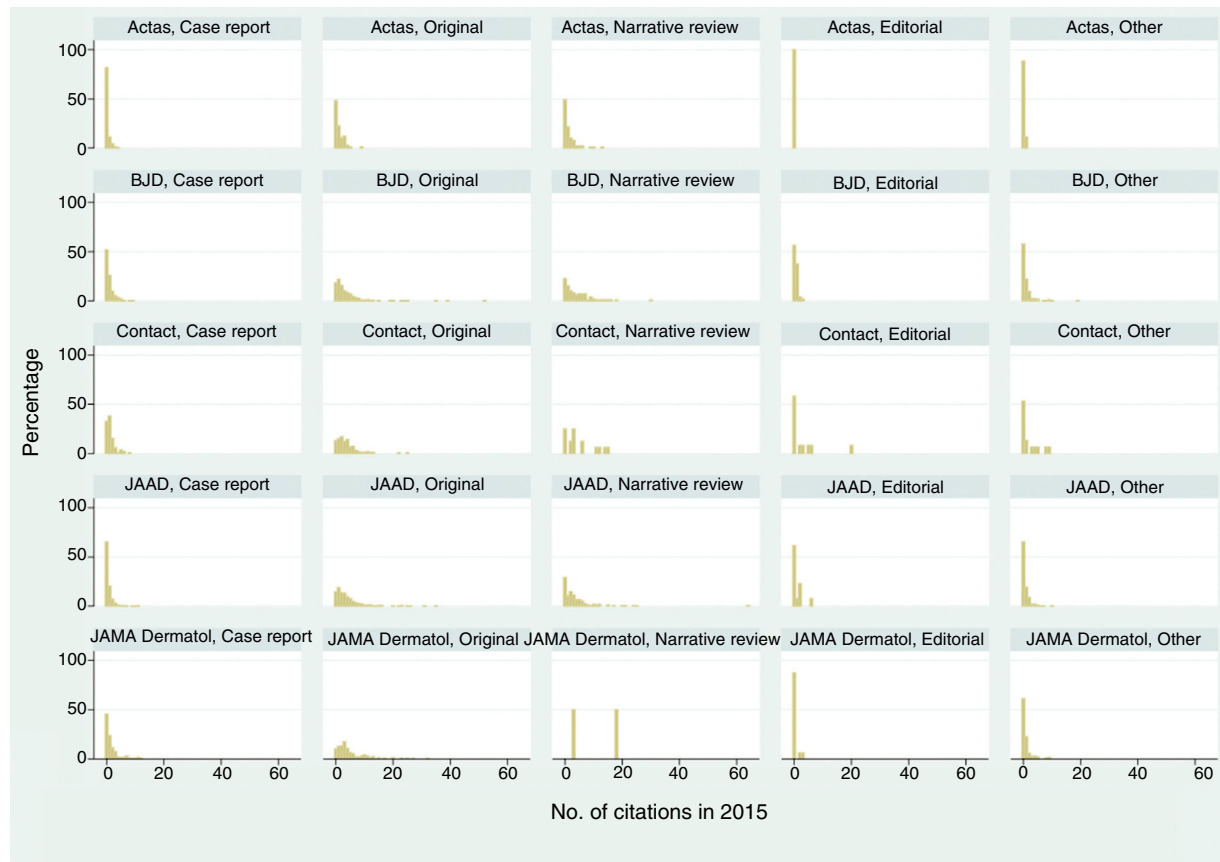 Actas, Case report
Actas, Original
Actas, Narrative review
Actas, Editorial
Actas, Other
100
50
0
BJD, Case report
BJD, Original
BJD, Narrative review
BJD, Editorial
BJD, Other
100
50
0
Contact, Case report
Contact, Original
Contact, Narrative review
Contact, Editorial
Contact, Other
100
50
0
Percentage
JAAD, Case report
JAAD, Original
JAAD, Narrative review
JAAD, Editorial
JAAD, Other
100
50
0
JAMA Dermatol, Case report
JAMA Dermatol, Original
JAMA Dermatol, Narrative review
JAMA Dermatol, Editorial
JAMA Dermatol, Other
100
50
0
0 20 40 60
0 20 40 60
0 20 40 60
0 20 40 60
0 20 40 60
No. of citations in 2015